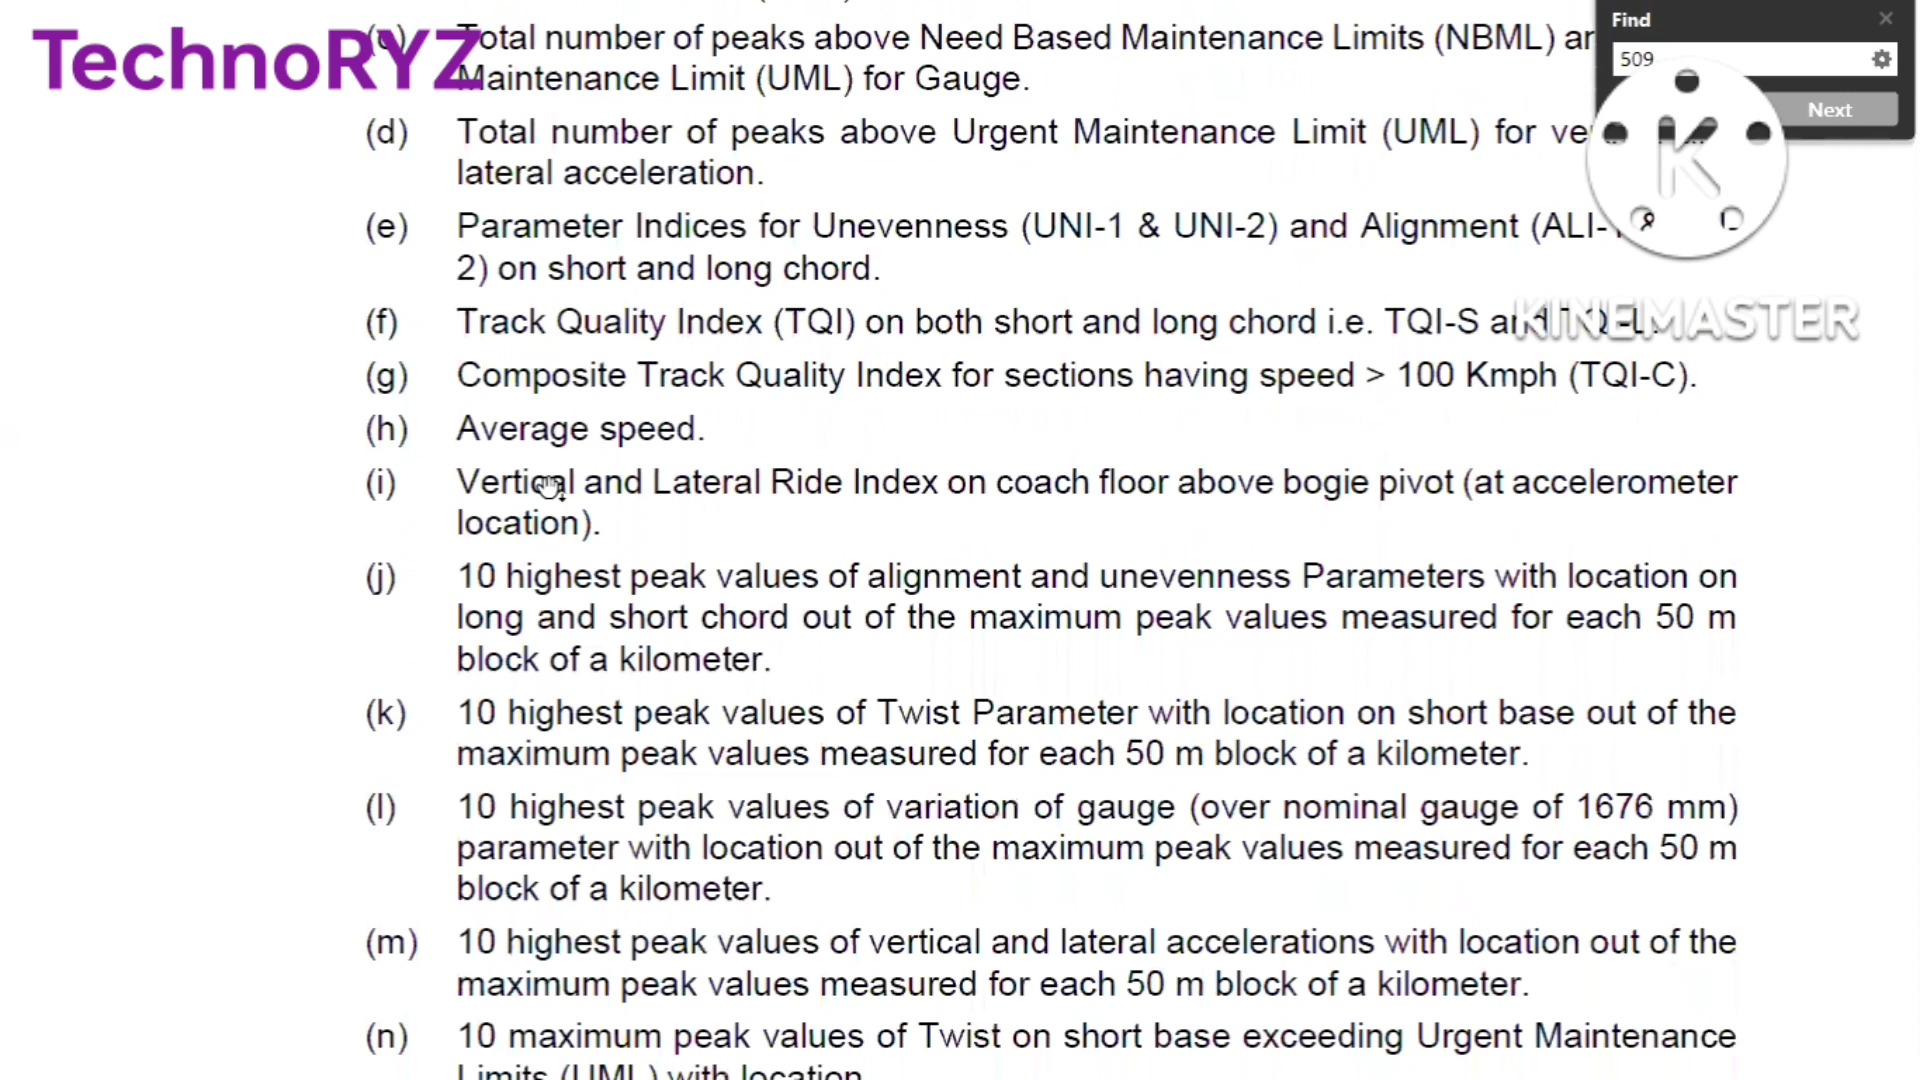 TechnoRYZ
Total number of peaks above Need Based Maintenance Limits (NBML)
Maintenance Limit (UML) for Gauge.
(d) Total number of peaks above Urgent Maintenance Limit (UML) for
lateral acceleration.
(e) Parameter Indices for Unevenness (UNI-1 & UNI-2) and Alignment
2) on short and long chord.
(f) Track Quality Index (TQI) on both short and long chord i.e. TQI-S
(g) Composite Track Quality Index for sections having speed > 100 Kmph (TQI-C).
(h) Average speed.
(i) Vertical and Lateral Ride Index on coach floor above bogie pivot (at accelerometer
location).
(j) 10 highest peak values of alignment and unevenness Parameters with location on
long and short chord out of the maximum peak values measured for each 50 m
block of a kilometer.
(k) 10 highest peak values of Twist Parameter with location on short base out of the
maximum peak values measured for each 50 m block of a kilometer.
(l) 10 highest peak values of variation of gauge (over nominal gauge of 1676 mm)
parameter with location out of the maximum peak values measured for each 50 m
block of a kilometer.
(m) 10 highest peak values of vertical and lateral accelerations with location out of the
maximum peak values measured for each 50 m block of a kilometer.
(n) 10 maximum peak values of Twist on short base exceeding Urgent Maintenance
Limits (UML) with location
Find
509
Next
K
KINEMASTER